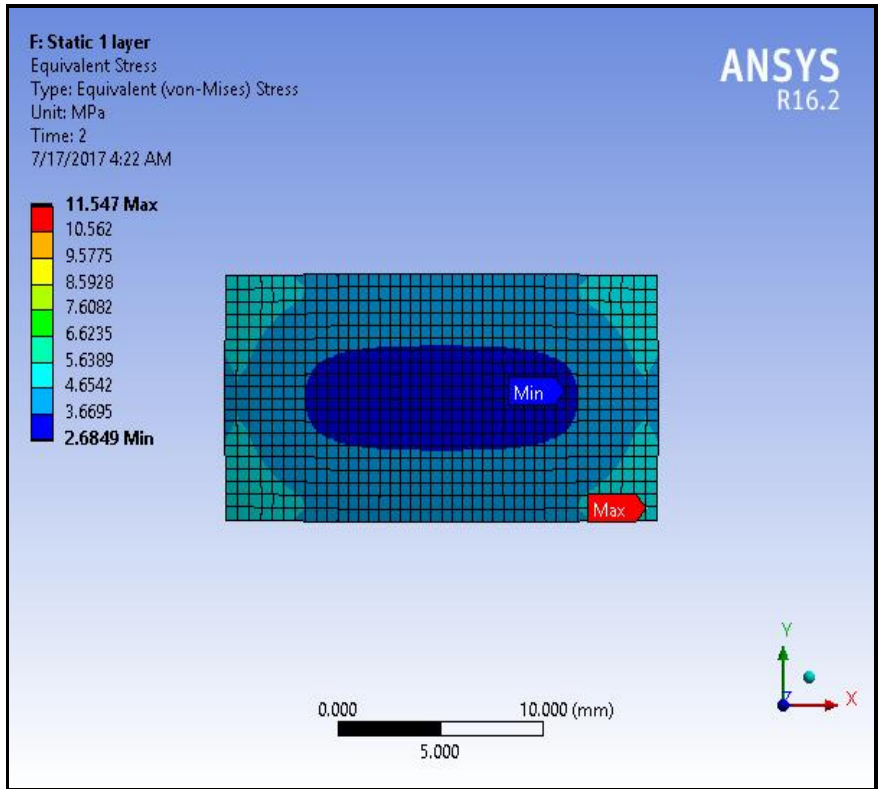 F: Static 1 layer
Equivalent Stress
Type: Equivalent (von-Mises) Stress
Unit: MPa
Time: 2
7/17/2017 4:22 AM
ANSYS
R16.2
11.547 Max
10.562
9.5775
8.5928
7.6082
6.6235
5.6389
4.6542
3.6695
2.6849 Min
Min
Max
0.000 10.000 (mm)
5.000
Y
Z X